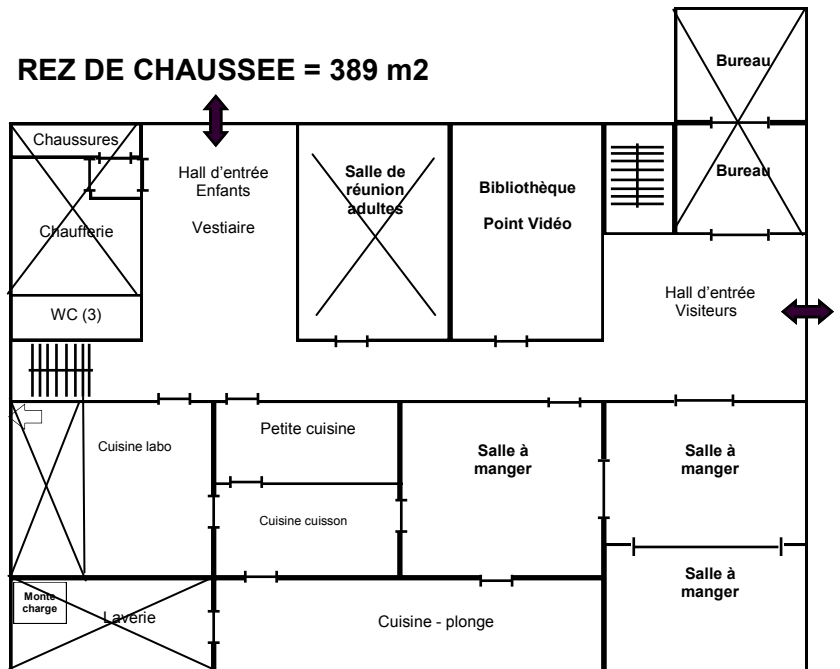 REZ DE CHAUSSEE = 389 m2
Bureau
Chaussures
Hall d'entrée
Enfants
Vestiaire
Salle de
réunion
adultes
Bibliothèque
Point Vidéo
Bureau
Chaufferie
WC (3)
Hall d'entrée
Visiteurs
Cuisine labo
Petite cuisine
Salle à
manger
Salle à
manger
Cuisine cuisson
Monte
charge
Laverie
Cuisine - plonge
Salle à
manger